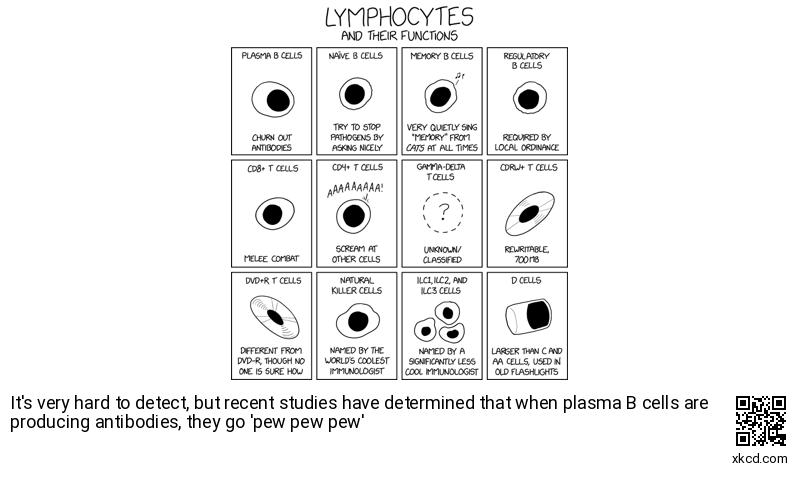 LYMPHOCYTES
AND THEIR FUNCTIONS
PLASMA B CELLS
CHURN OUT
ANTIBODIES
NAÏVE B CELLS
TRY TO STOP
PATHOGENS BY
ASKING NICELY
MEMORY B CELLS
VERY QUIETLY SING
"MEMORY" FROM
CATS AT ALL TIMES
REGULATORY
B CELLS
REQUIRED BY
LOCAL ORDINANCE
CD8+ T CELLS
MELEE COMBAT
CD4+ T CELLS
AAAAAAAAA!
SCREAM AT
OTHER CELLS
GAMMA-DELTA
T CELLS
?
UNKNOWN/
CLASSIFIED
CDRW+ T CELLS
REWRITABLE,
700 MB
DVD+R T CELLS
DIFFERENT FROM
DVD-R, THOUGH NO
ONE IS SURE HOW
NATURAL
KILLER CELLS
NAMED BY THE
WORLD'S COOLEST
IMMUNOLOGIST
ILC1, ILC2, AND
ILC3 CELLS
NAMED BY A
SIGNIFICANTLY LESS
COOL IMMUNOLOGIST
D CELLS
LARGER THAN C AND
AA CELLS, USED IN
OLD FLASHLIGHTS
It's very hard to detect, but recent studies have determined that when plasma B cells are
producing antibodies, they go 'pew pew pew'
xkcd.com